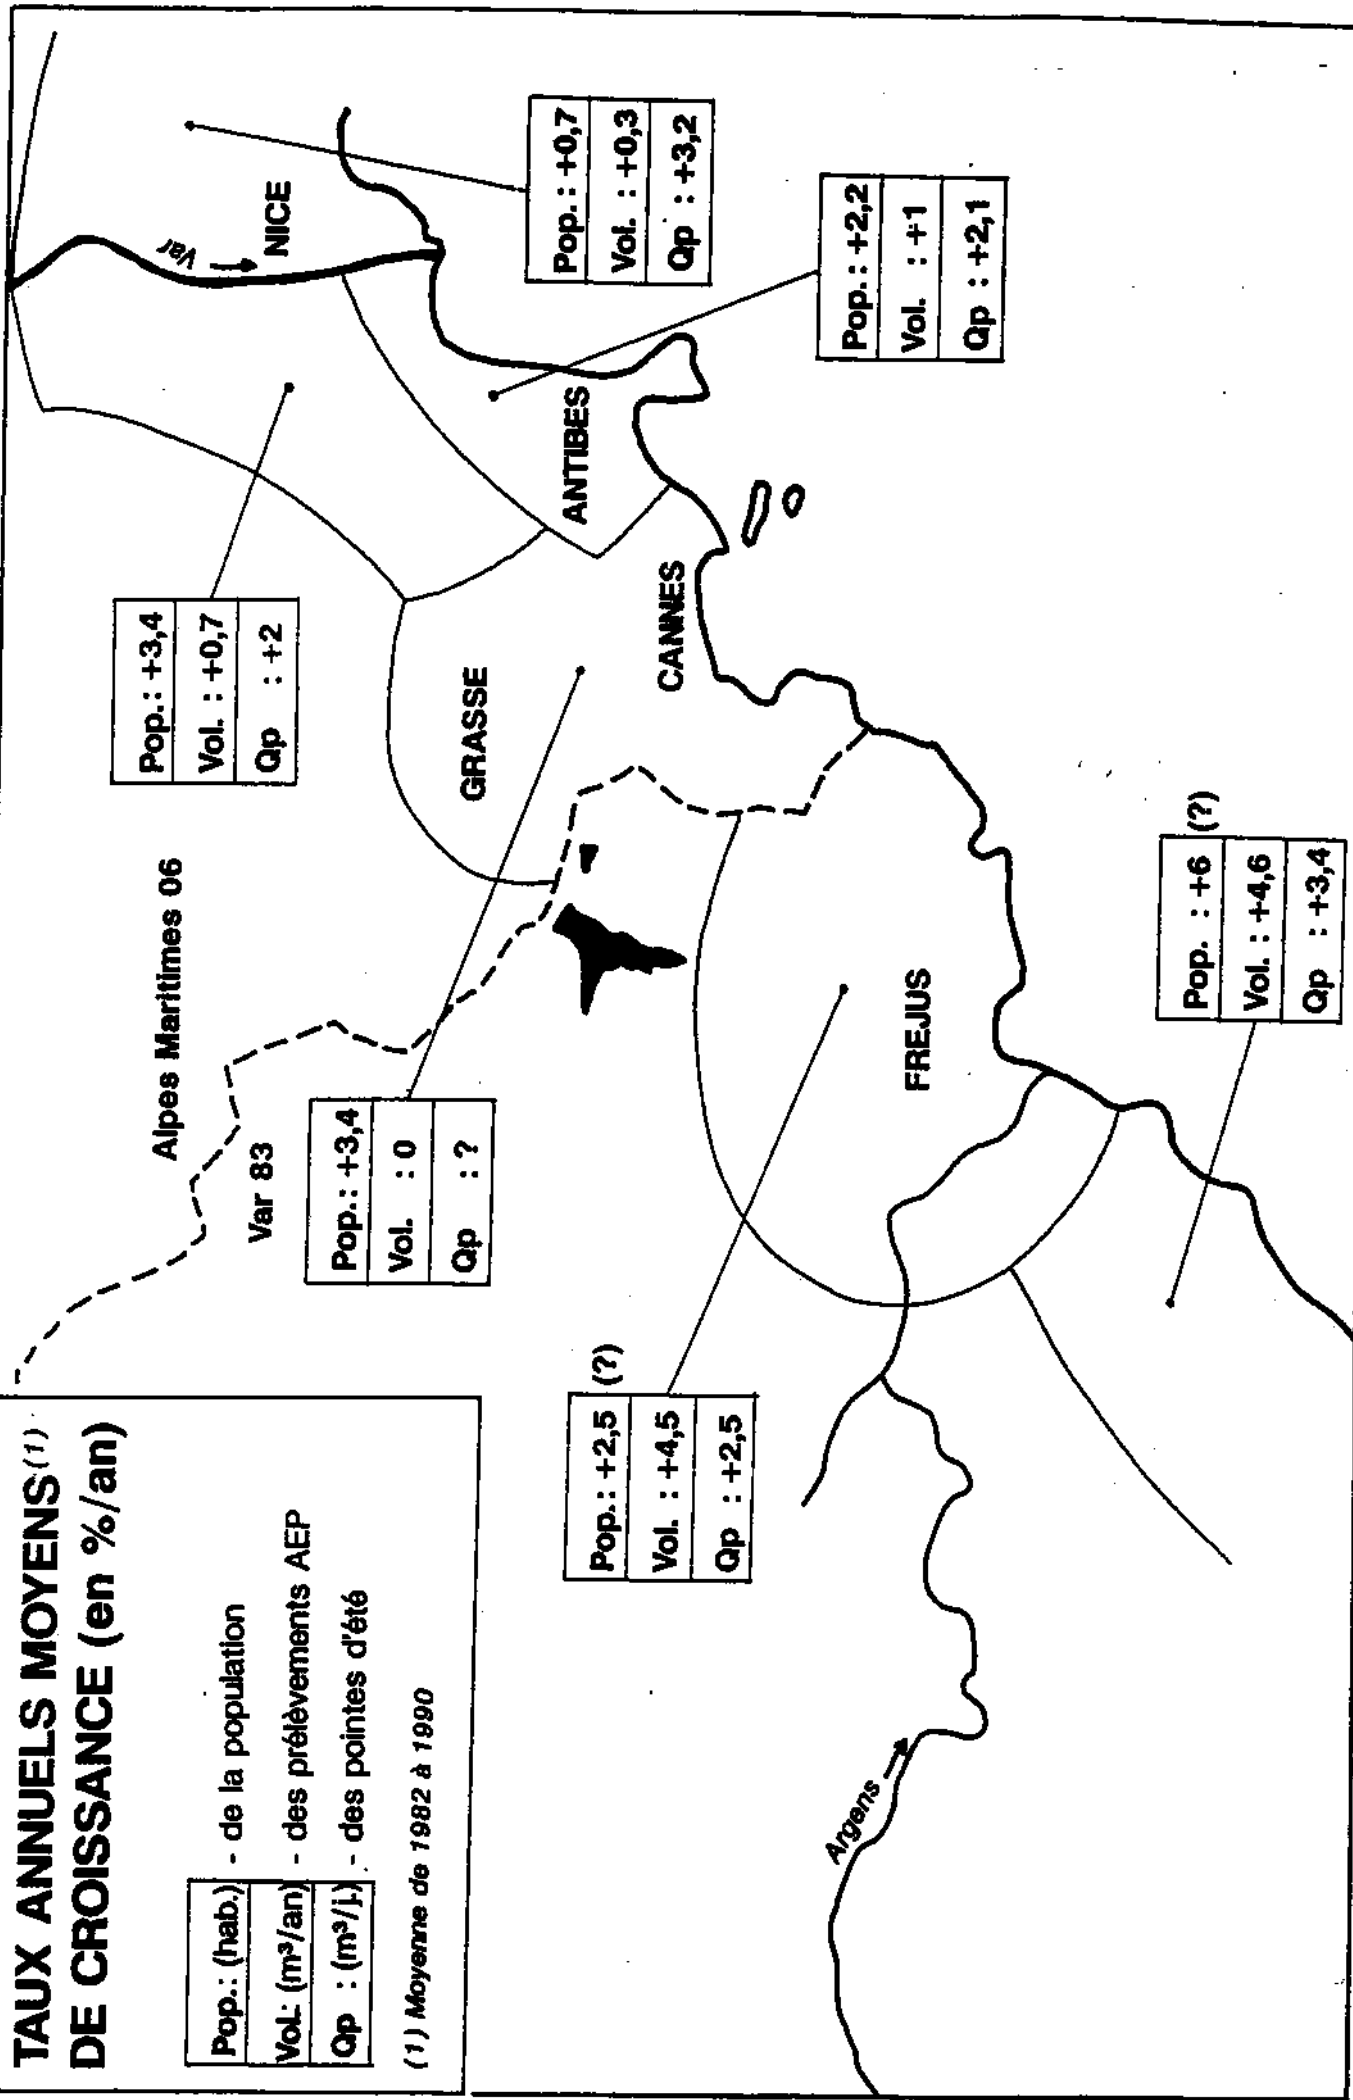 TAUX ANNUELS MOYENS(1)
DE CROISSANCE (en %/an)
Pop.: (hab.) - de la population
Vol.: (m³/an) - des prélèvements AEP
Qp : (m³/j.) - des pointes d'été
(1) Moyenne de 1982 à 1990
Alpes Maritimes 06
Var 83
Pop.: +3,4
Vol. : +0,7
Qp : +2
Var
NICE
Pop.: +0,7
Vol. : +0,3
Qp : +3,2
Pop.: +3,4
Vol. : 0
Qp : ?
GRASSE
ANTIBES
CANNES
Pop.: +2,2
Vol. : +1
Qp : +2,1
Pop.: +2,5 (?)
Vol. : +4,5
Qp : +2,5
FREJUS
Argens
Pop. : +6 (?)
Vol. : +4,6
Qp : +3,4